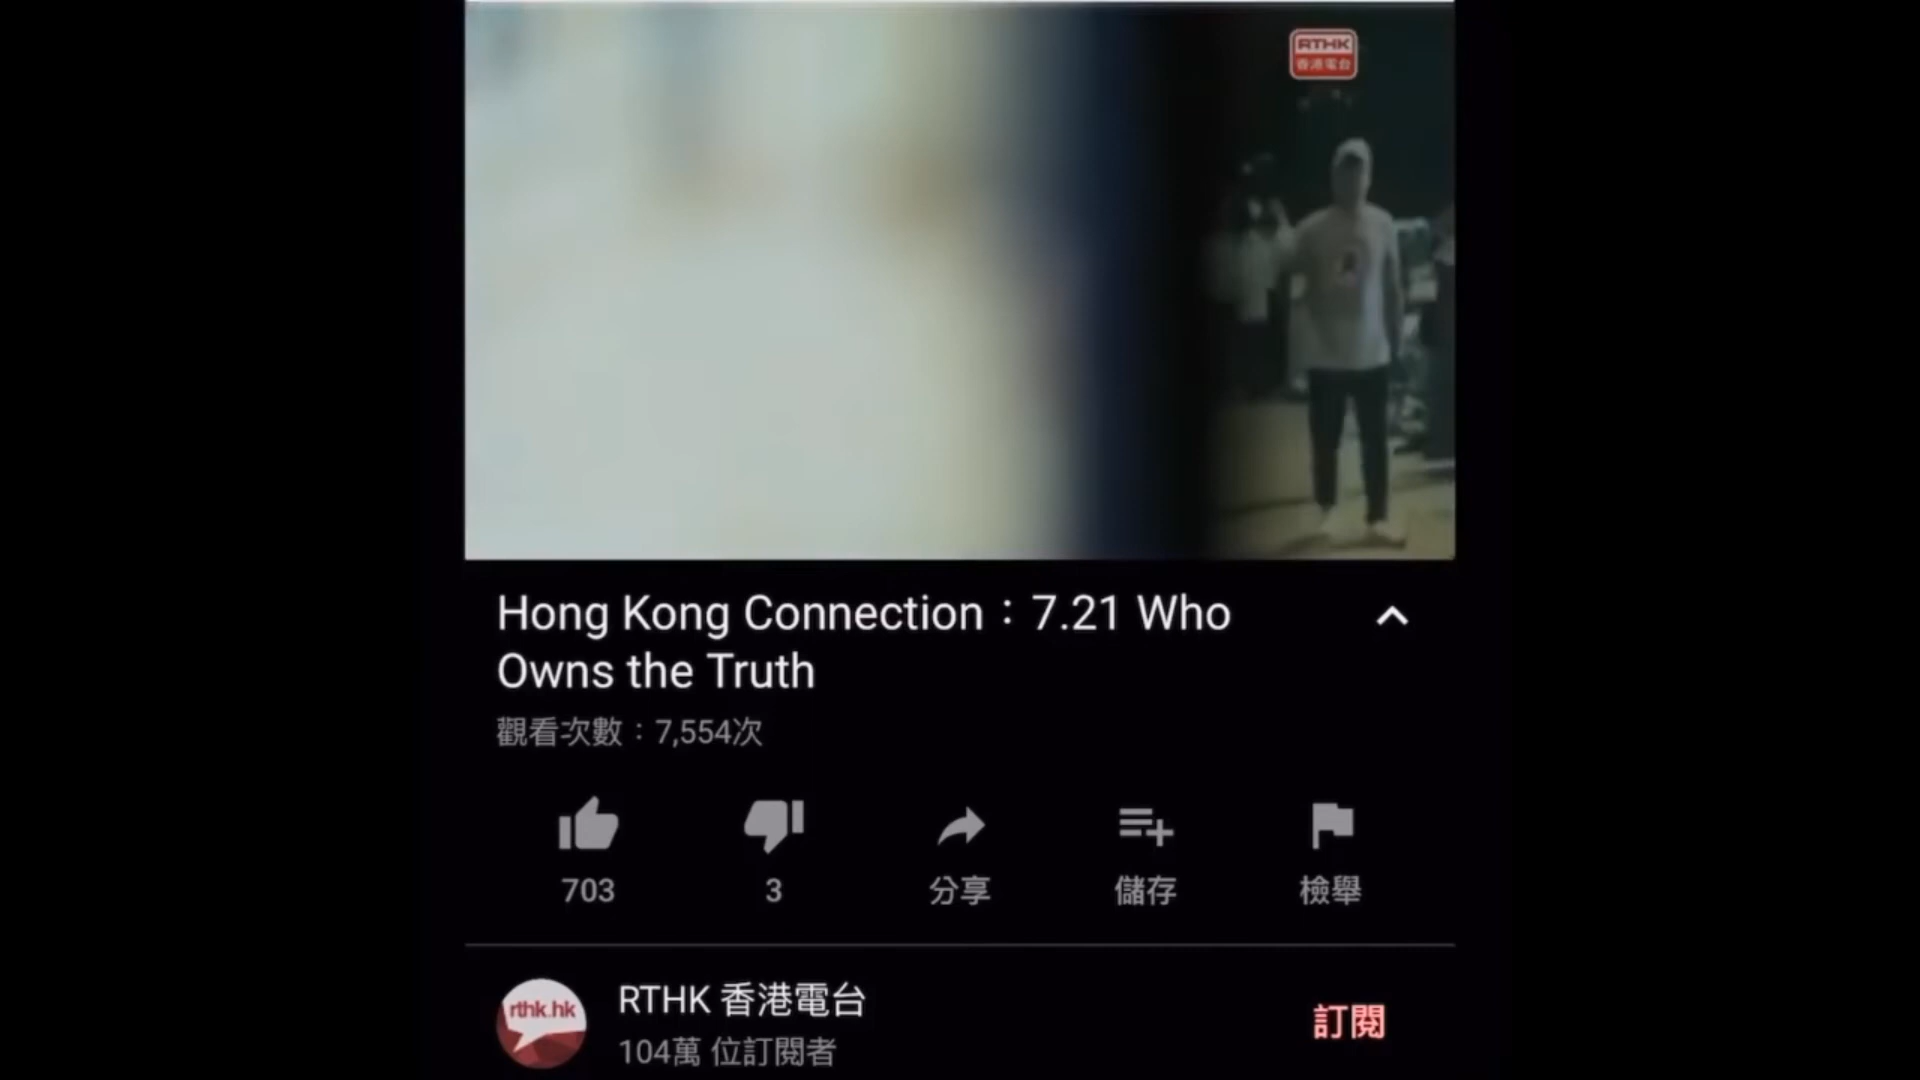 RTHK
香港電台
Hong Kong Connection：7.21 Who
Owns the Truth
觀看次數：7,554次
703
3
分享
儲存
檢舉
rthk.hk
RTHK 香港電台
104萬 位訂閱者
訂閱